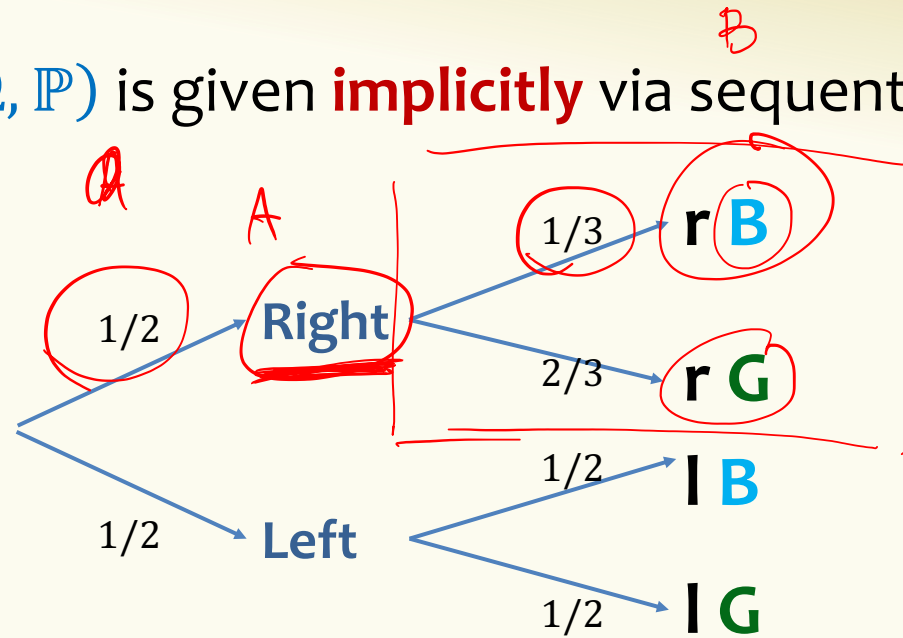 B
, ℙ) is given implicitly via sequent
A
1/3
r B
1/2
Right
2/3
r G
1/2
l B
1/2
Left
1/2
l G